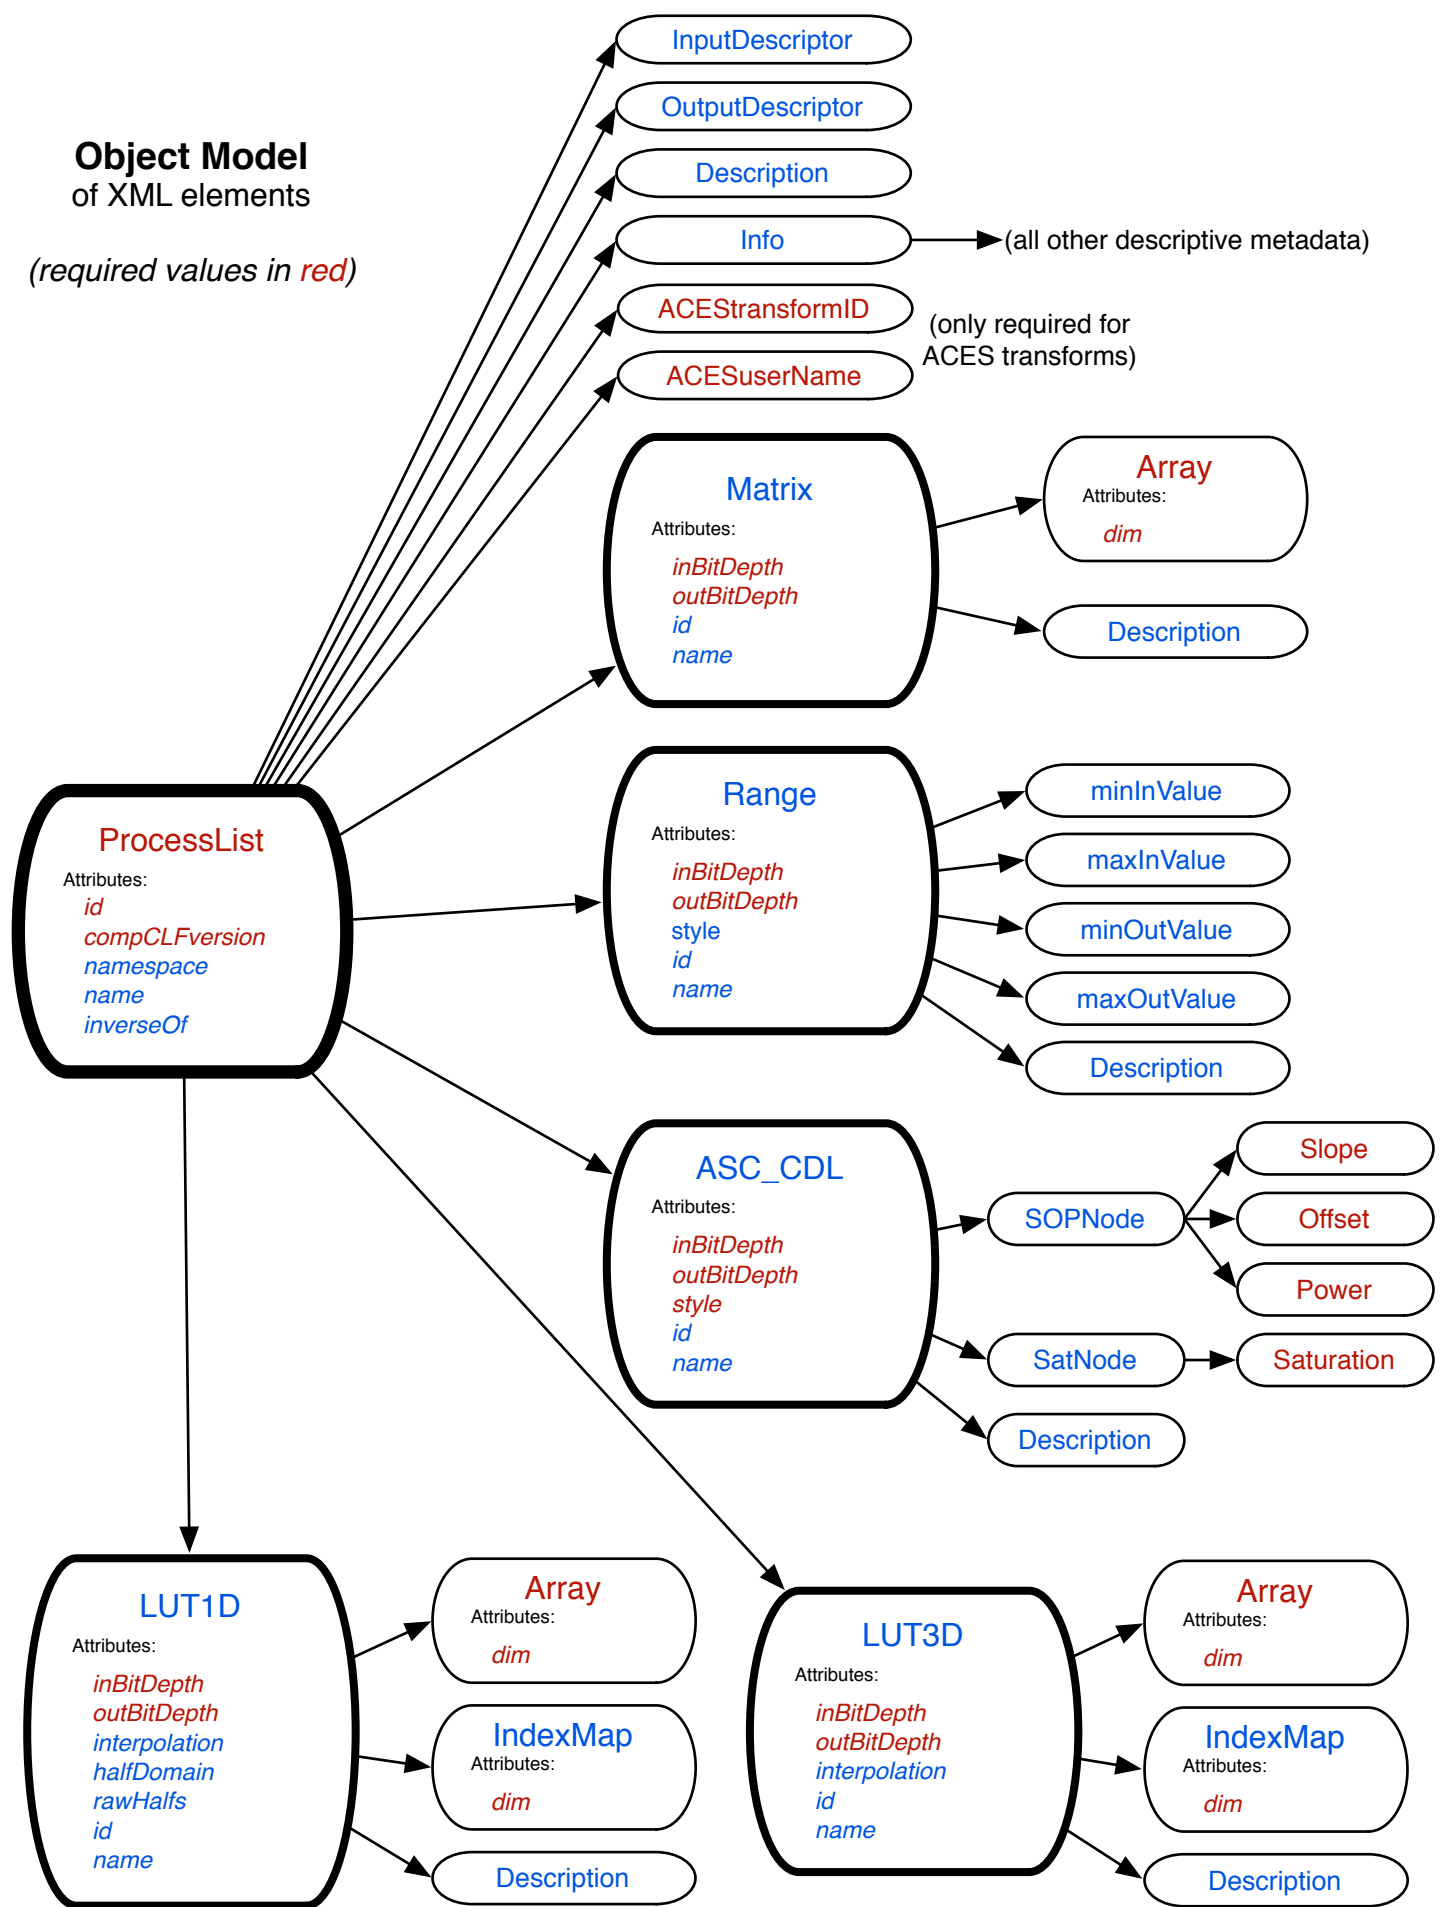 Object Model
of XML elements
(required values in red)
InputDescriptor
OutputDescriptor
Description
Info
(all other descriptive metadata)
ACEStransformID
ACESuserName
(only required for
ACES transforms)
Matrix
Attributes:
inBitDepth
outBitDepth
id
name
Array
Attributes:
dim
Description
ProcessList
Attributes:
id
compCLFversion
namespace
name
inverseOf
Range
Attributes:
inBitDepth
outBitDepth
style
id
name
minInValue
maxInValue
minOutValue
maxOutValue
Description
ASC_CDL
Attributes:
inBitDepth
outBitDepth
style
id
name
SOPNode
Slope
Offset
Power
SatNode
Saturation
Description
LUT1D
Attributes:
inBitDepth
outBitDepth
interpolation
halfDomain
rawHalfs
id
name
Array
Attributes:
dim
IndexMap
Attributes:
dim
Description
LUT3D
Attributes:
inBitDepth
outBitDepth
interpolation
id
name
Array
Attributes:
dim
IndexMap
Attributes:
dim
Description